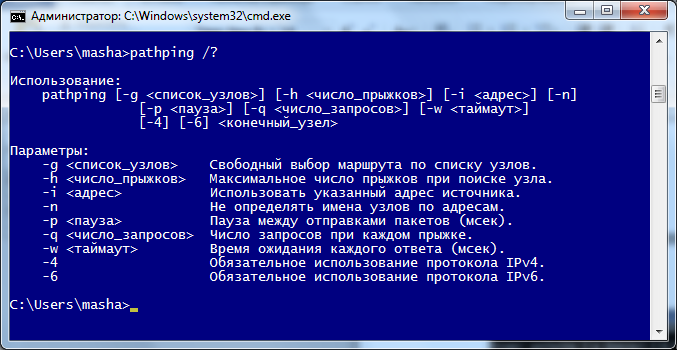 Администратор: C:\Windows\system32\cmd.exe
C:\Users\masha>pathping /?
Использование:
pathping [-g <список_узлов>] [-h <число_прыжков>] [-i <адрес>] [-n]
[-p <пауза>] [-q <число_запросов>] [-w <таймаут>]
[-4] [-6] <конечный_узел>
Параметры:
-g <список_узлов> Свободный выбор маршрута по списку узлов.
-h <число_прыжков> Максимальное число прыжков при поиске узла.
-i <адрес> Использовать указанный адрес источника.
-n Не определять имена узлов по адресам.
-p <пауза> Пауза между отправками пакетов (мсек).
-q <число_запросов> Число запросов при каждом прыжке.
-w <таймаут> Время ожидания каждого ответа (мсек).
-4 Обязательное использование протокола IPv4.
-6 Обязательное использование протокола IPv6.
C:\Users\masha>